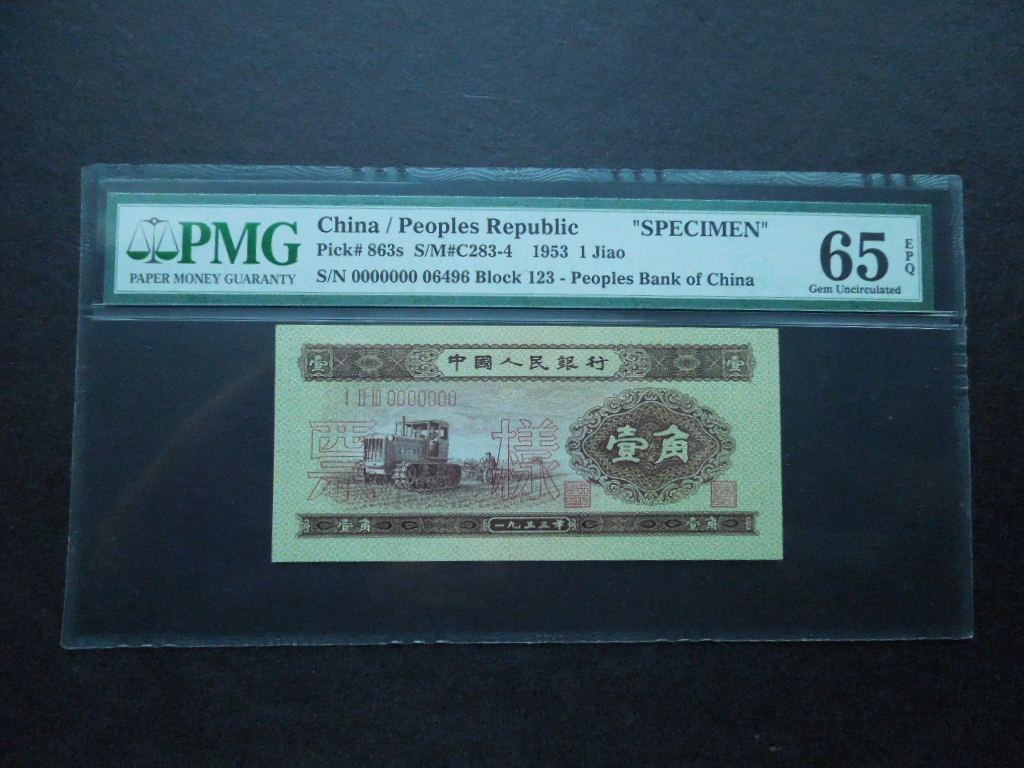 PMG
PAPER MONEY GUARANTY
China / Peoples Republic "SPECIMEN"
Pick# 863s S/M#C283-4 1953 1 Jiao
S/N 0000000 06496 Block 123 - Peoples Bank of China
65
EPQ
Gem Uncirculated
壹 中國人民銀行 壹
I II III 0000000
票 樣
壹角
壹角 一九五三年 壹角